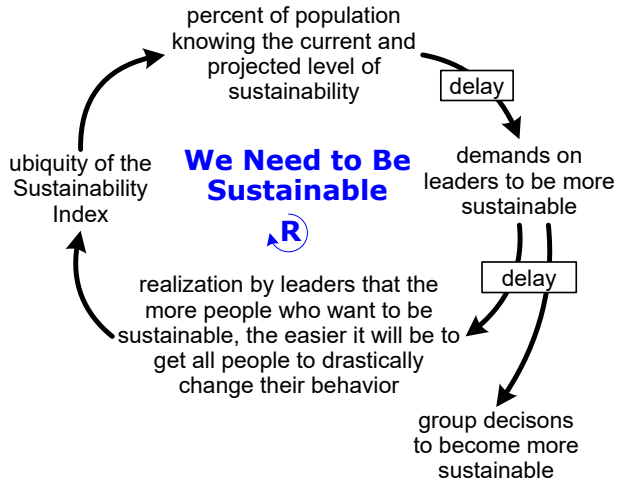 percent of population
knowing the current and
projected level of
sustainability
delay
We Need to Be
Sustainable
R
ubiquity of the
Sustainability
Index
demands on
leaders to be more
sustainable
delay
realization by leaders that the
more people who want to be
sustainable, the easier it will be to
get all people to drastically
change their behavior
group decisons
to become more
sustainable